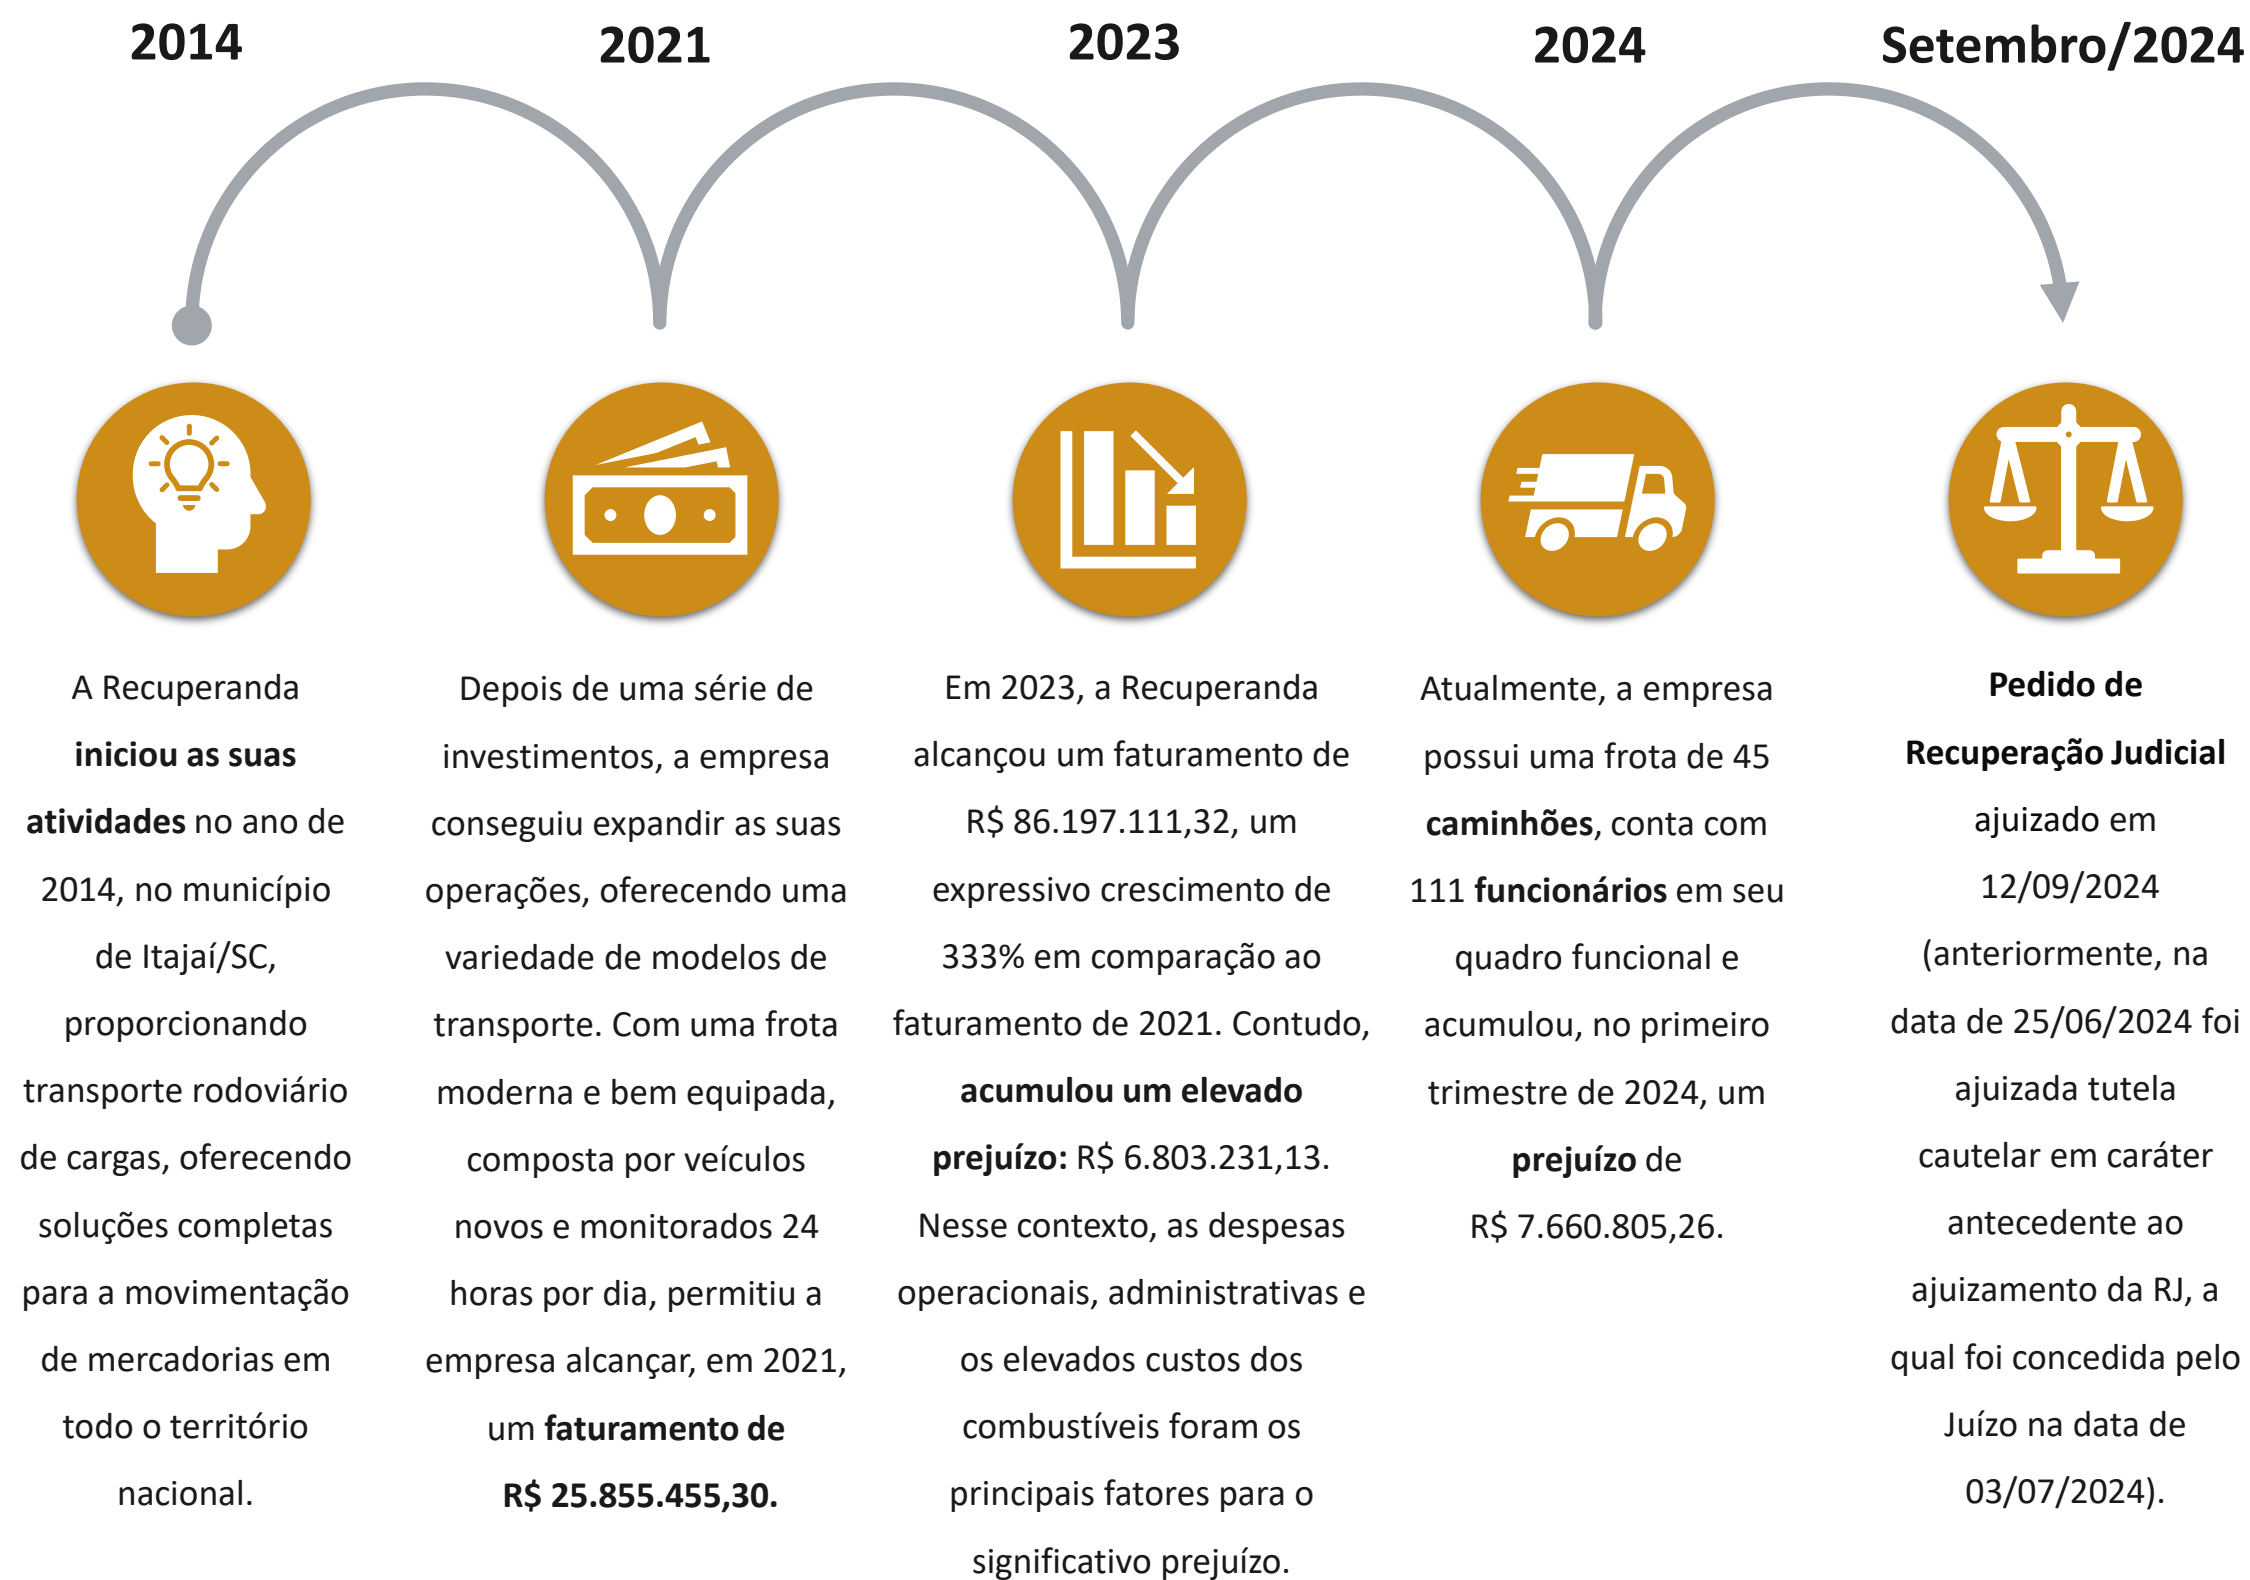 2014
2021
2023
2024
Setembro/2024
A Recuperanda
iniciou as suas
atividades no ano de
2014, no município
de Itajaí/SC,
proporcionando
transporte rodoviário
de cargas, oferecendo
soluções completas
para a movimentação
de mercadorias em
todo o território
nacional.
Depois de uma série de
investimentos, a empresa
conseguiu expandir as suas
operações, oferecendo uma
variedade de modelos de
transporte. Com uma frota
moderna e bem equipada,
composta por veículos
novos e monitorados 24
horas por dia, permitiu a
empresa alcançar, em 2021,
um faturamento de
R$ 25.855.455,30.
Em 2023, a Recuperanda
alcançou um faturamento de
R$ 86.197.111,32, um
expressivo crescimento de
333% em comparação ao
faturamento de 2021. Contudo,
acumulou um elevado
prejuízo: R$ 6.803.231,13.
Nesse contexto, as despesas
operacionais, administrativas e
os elevados custos dos
combustíveis foram os
principais fatores para o
significativo prejuízo.
Atualmente, a empresa
possui uma frota de 45
caminhões, conta com
111 funcionários em seu
quadro funcional e
acumulou, no primeiro
trimestre de 2024, um
prejuízo de
R$ 7.660.805,26.
Pedido de
Recuperação Judicial
ajuizado em
12/09/2024
(anteriormente, na
data de 25/06/2024 foi
ajuizada tutela
cautelar em caráter
antecedente ao
ajuizamento da RJ, a
qual foi concedida pelo
Juízo na data de
03/07/2024).